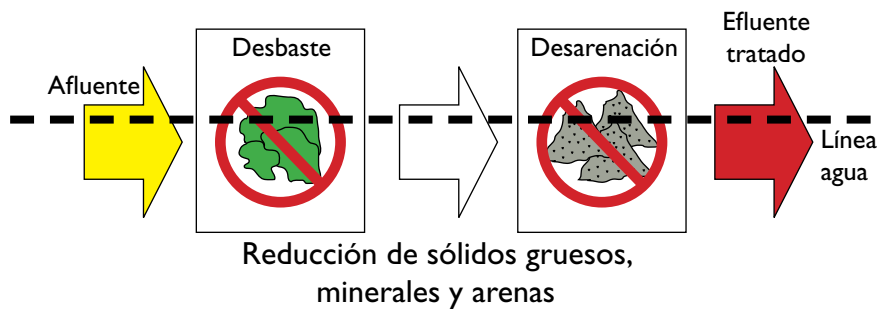 Afluente
Desbaste
Desarenación
Efluente
tratado
Línea
agua
Reducción de sólidos gruesos,
minerales y arenas